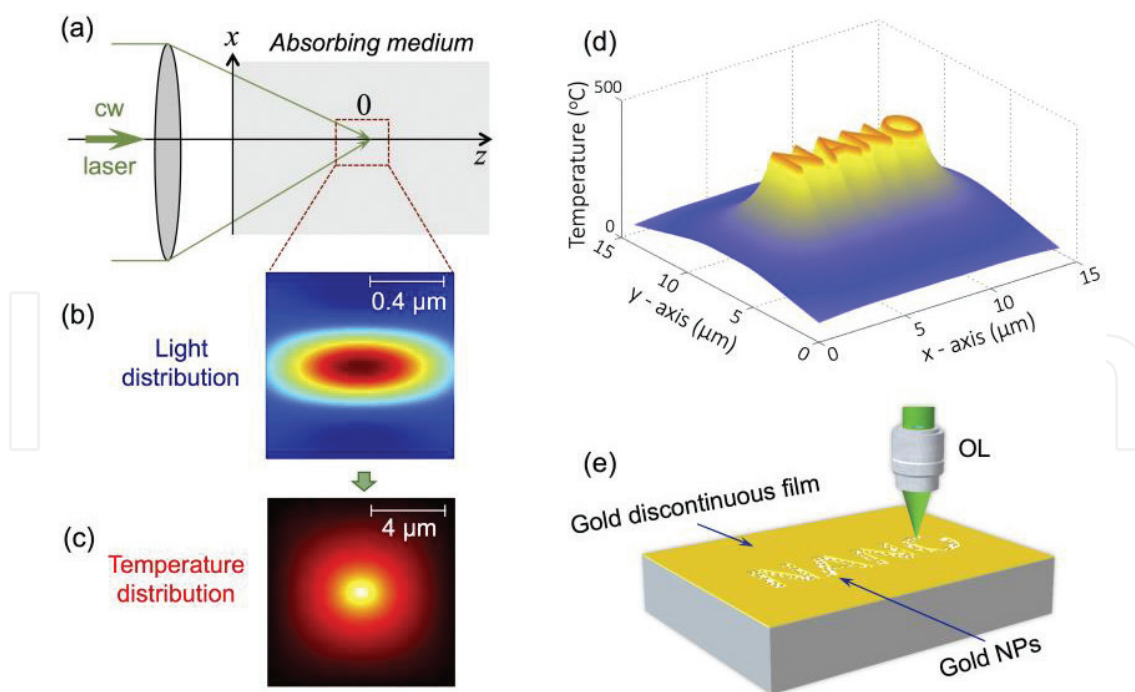 (a)
x
Absorbing medium
0
cw
laser
z
(b)
Light
distribution
0.4 μm
(c)
Temperature
distribution
4 μm
(d)
Temperature (°C)
500
0
15
10
5
0
y - axis (μm)
0
5
10
15
x - axis (μm)
NANO
(e)
OL
Gold discontinuous film
NANO
Gold NPs